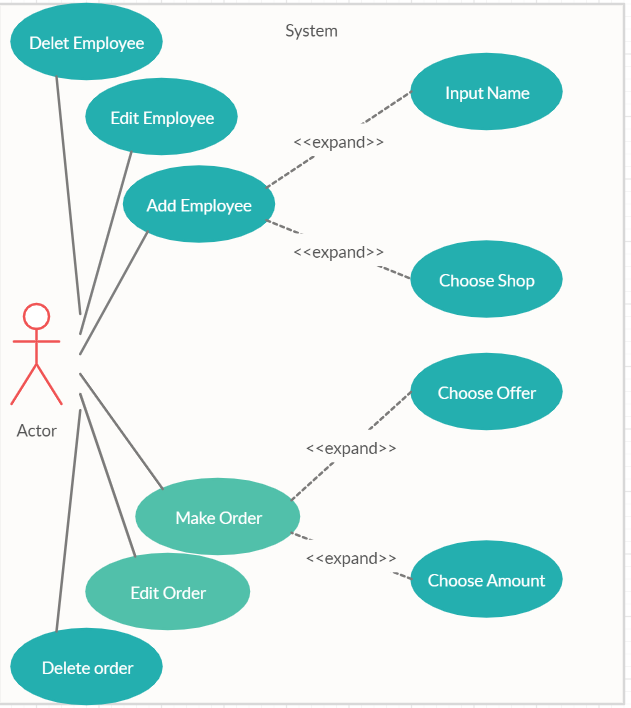 System
Delet Employee
Edit Employee
Add Employee
Input Name
<<expand>>
<<expand>>
Choose Shop
Actor
Choose Offer
<<expand>>
Make Order
<<expand>>
Choose Amount
Edit Order
Delete order